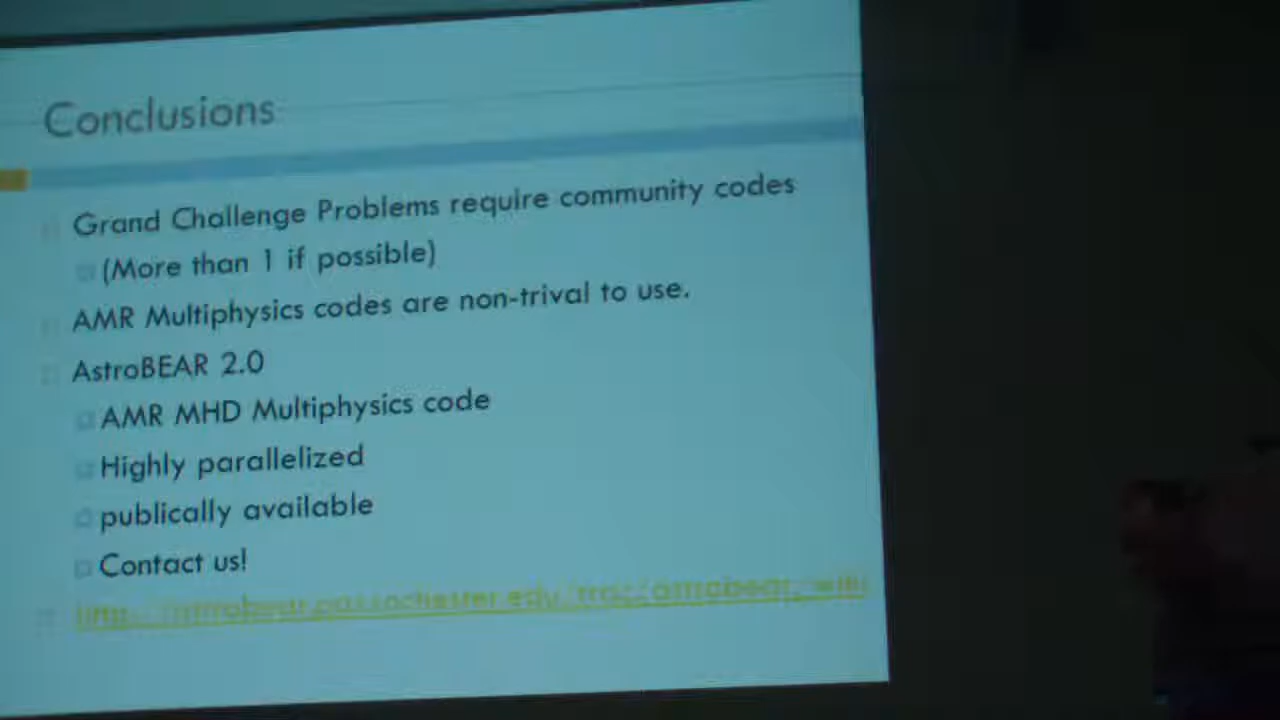 Conclusions
Grand Challenge Problems require community codes
(More than 1 if possible)
AMR Multiphysics codes are non-trival to use.
AstroBEAR 2.0
AMR MHD Multiphysics code
Highly parallelized
publically available
Contact us!